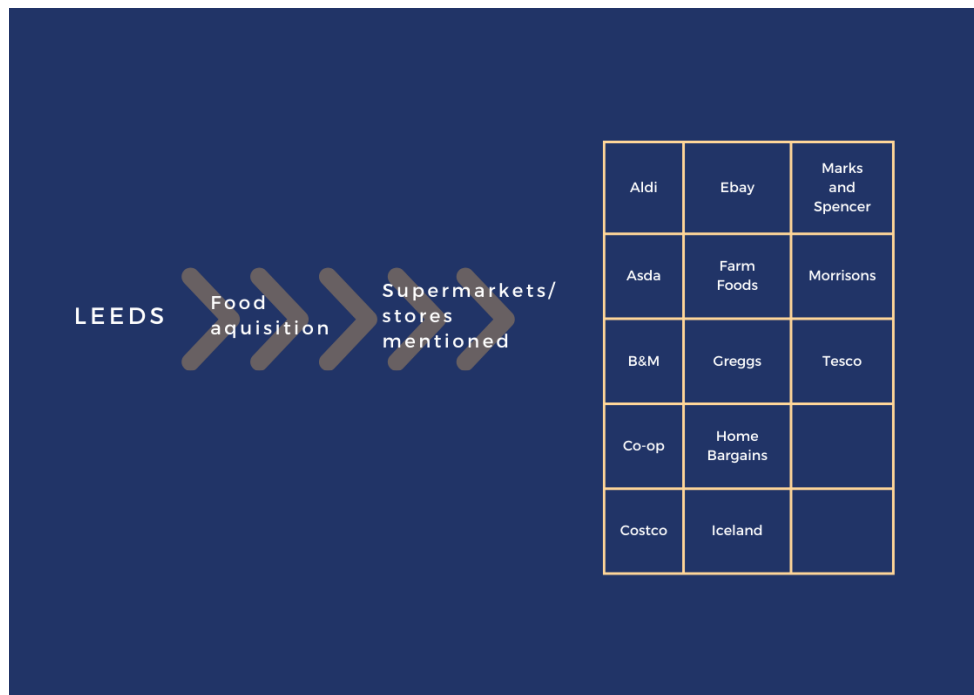 LEEDS
Food
aquisition
Supermarkets/
stores
mentioned
Aldi
Ebay
Marks
and
Spencer
Asda
Farm
Foods
Morrisons
B&M
Greggs
Tesco
Co-op
Home
Bargains
Costco
Iceland